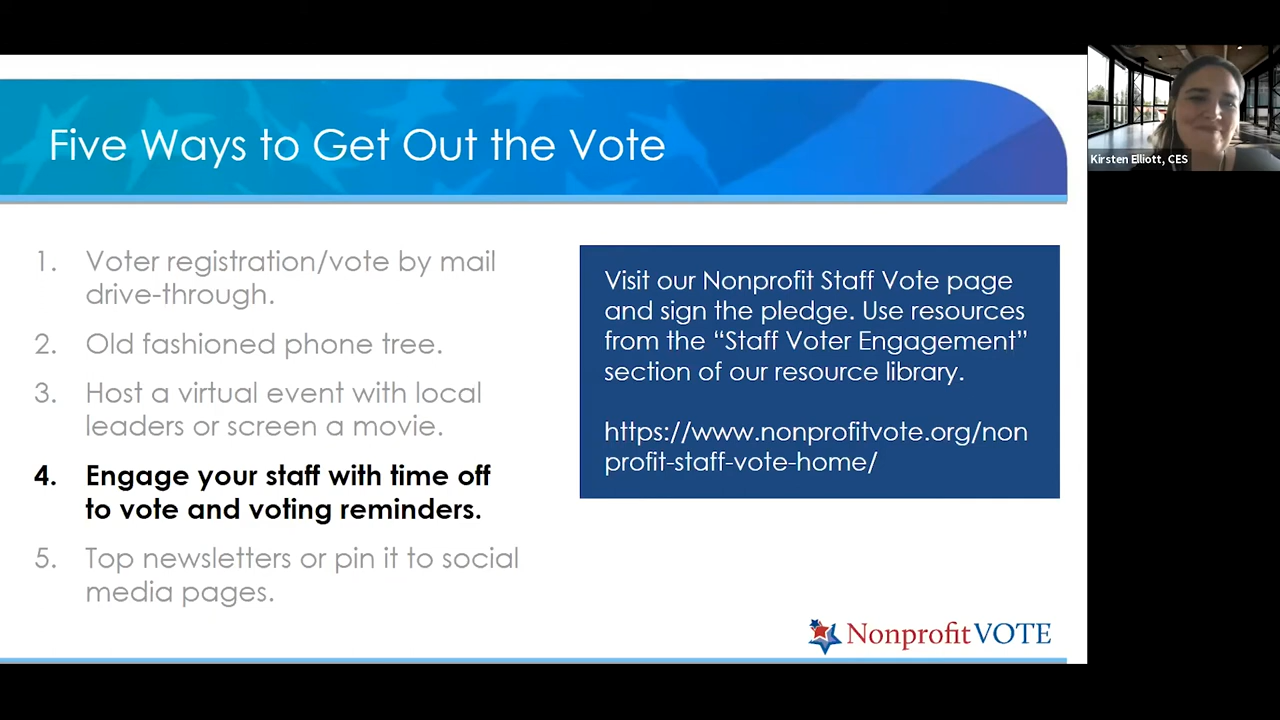 Five Ways to Get Out the Vote
1. Voter registration/vote by mail
drive-through.
2. Old fashioned phone tree.
3. Host a virtual event with local
leaders or screen a movie.
4. Engage your staff with time off
to vote and voting reminders.
5. Top newsletters or pin it to social
media pages.
Visit our Nonprofit Staff Vote page
and sign the pledge. Use resources
from the “Staff Voter Engagement”
section of our resource library.
https://www.nonprofitvote.org/non
profit-staff-vote-home/
NonprofitVOTE
Kirsten Elliott, CES